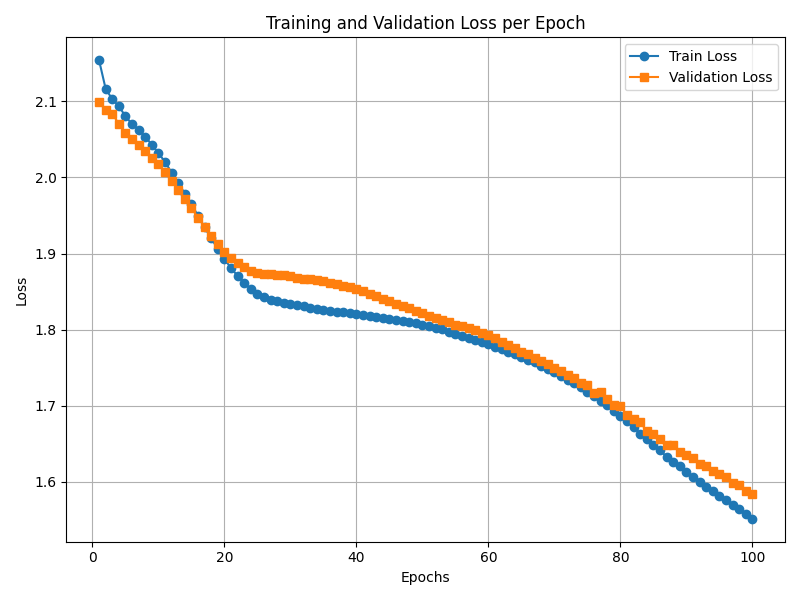 Training and Validation Loss per Epoch
Train Loss
Validation Loss
Loss
2.1
2.0
1.9
1.8
1.7
1.6
0 20 40 60 80 100
Epochs